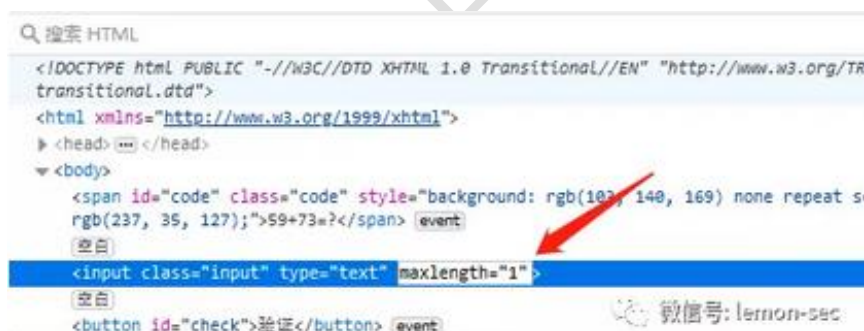 搜索 HTML
<!DOCTYPE html PUBLIC "-//W3C//DTD XHTML 1.0 Transitional//EN" "http://www.w3.org/TR
transitional.dtd">
<html xmlns="http://www.w3.org/1999/xhtml">
<head> ••• </head>
<body>
<span id="code" class="code" style="background: rgb(103, 140, 169) none repeat s
rgb(237, 35, 127);">59+73=?</span> event
空白
<input class="input" type="text" maxlength="1">
空白
<button id="check">验证</button> event
微信号: lemon-sec